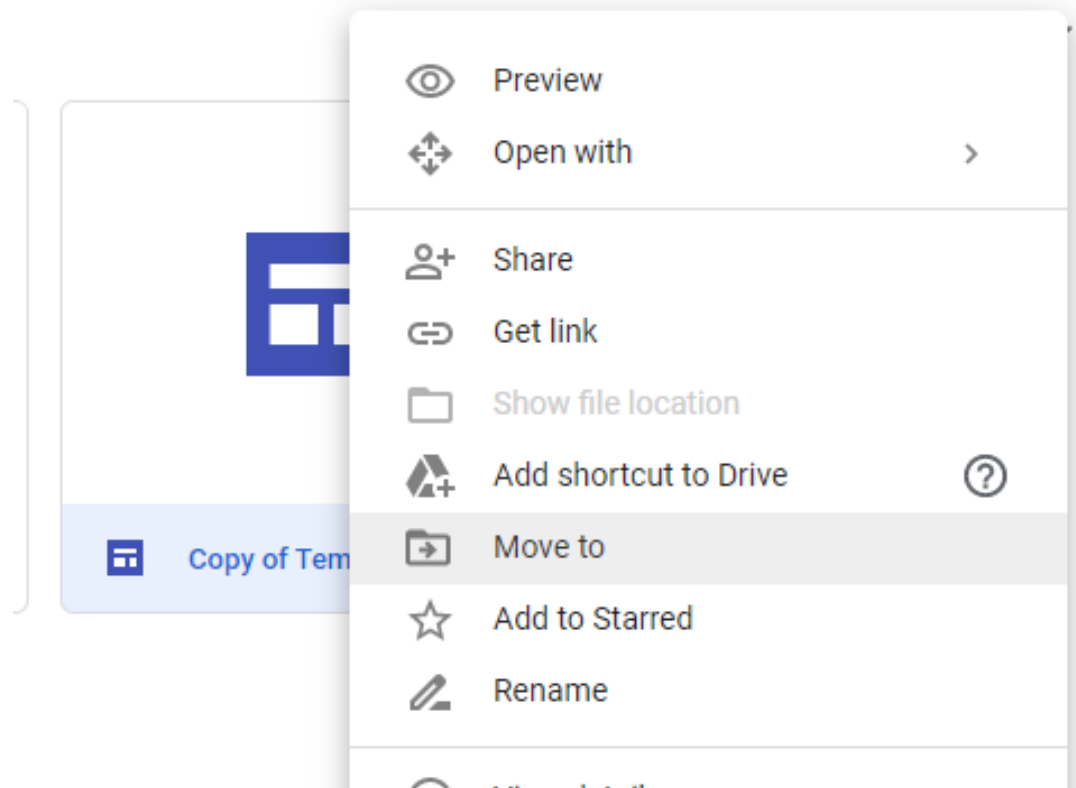 Preview
Open with
Share
Get link
Show file location
Add shortcut to Drive
Move to
Copy of Tem
Add to Starred
Rename